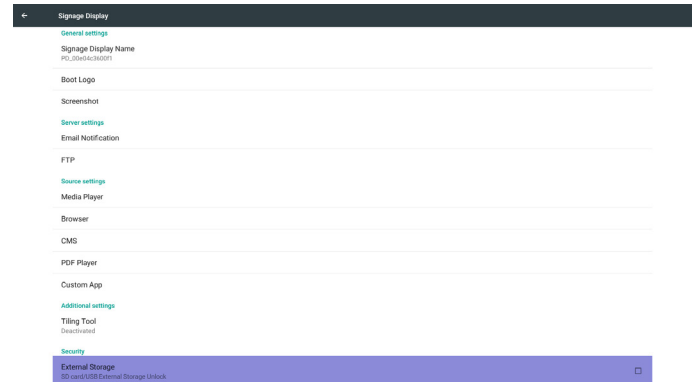 Signage Display
General settings
Signage Display Name
PD_00e04c3600f1
Boot Logo
Screenshot
Server settings
Email Notification
FTP
Source settings
Media Player
Browser
CMS
PDF Player
Custom App
Additional settings
Tiling Tool
Deactivated
Security
External Storage
SD card/USB External Storage Unlock